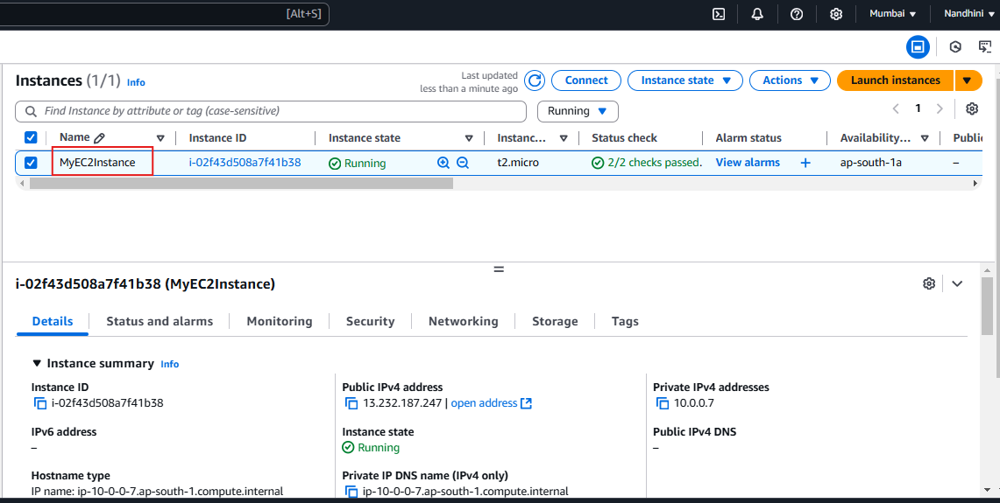 [Alt+S] Mumbai ▼ Nandhini ▼
Instances (1/1) Info
Last updated
less than a minute ago
Connect Instance state ▼ Actions ▼ Launch instances ▼
Find Instance by attribute or tag (case-sensitive) Running ▼ 1
Name Instance ID Instance state Instanc... Status check Alarm status Availability... Public
MyEC2Instance i-02f43d508a7f41b38 Running t2.micro 2/2 checks passed. View alarms + ap-south-1a –
i-02f43d508a7f41b38 (MyEC2Instance)
Details Status and alarms Monitoring Security Networking Storage Tags
▼ Instance summary Info
Instance ID Public IPv4 address Private IPv4 addresses
i-02f43d508a7f41b38 13.232.187.247 | open address 10.0.0.7
IPv6 address Instance state Public IPv4 DNS
– Running –
Hostname type Private IP DNS name (IPv4 only)
IP name: ip-10-0-0-7.ap-south-1.compute.internal ip-10-0-0-7.ap-south-1.compute.internal